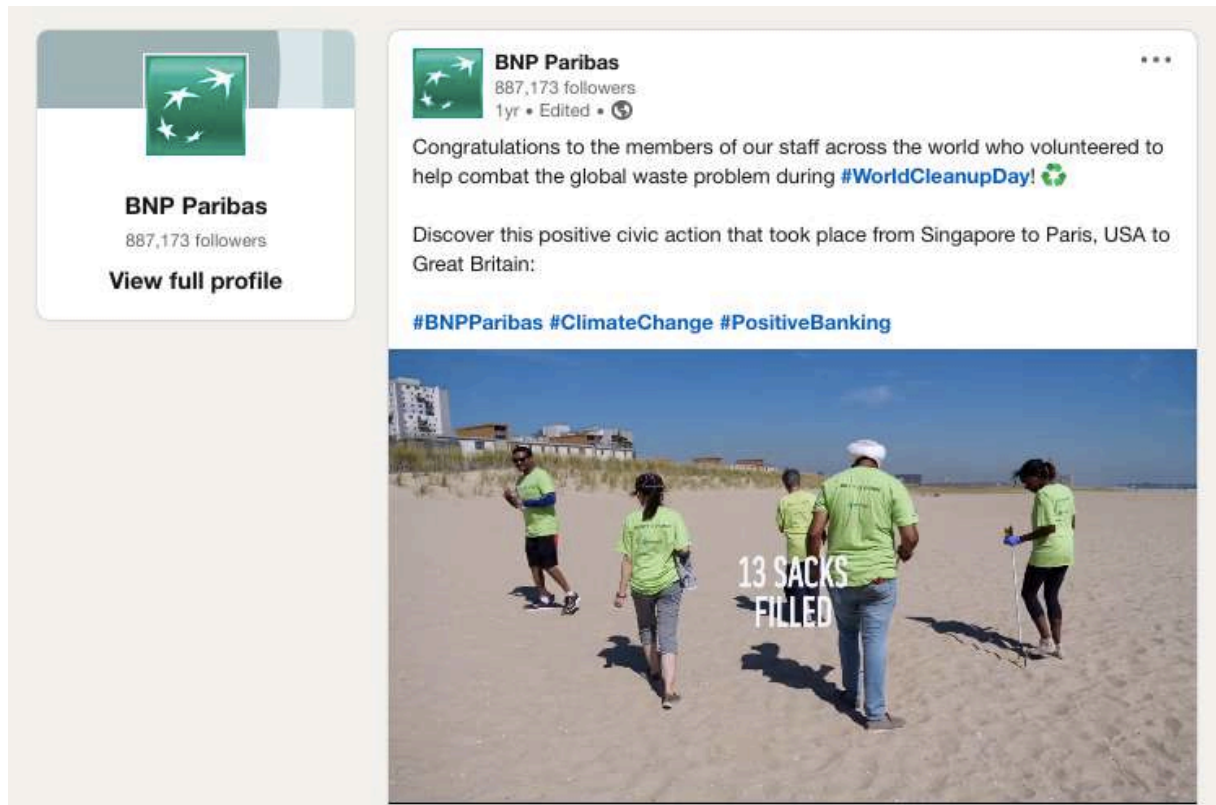 BNP Paribas
887,173 followers
View full profile
BNP Paribas
887,173 followers
1yr • Edited •
Congratulations to the members of our staff across the world who volunteered to
help combat the global waste problem during #WorldCleanupDay! ♻️
Discover this positive civic action that took place from Singapore to Paris, USA to
Great Britain:
#BNPParibas #ClimateChange #PositiveBanking
13 SACKS
FILLED